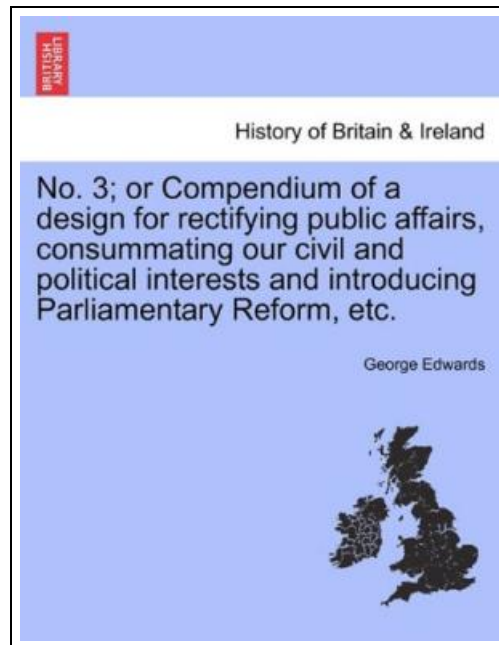 BRITISH
LIBRARY
History of Britain & Ireland
No. 3; or Compendium of a
design for rectifying public affairs,
consummating our civil and
political interests and introducing
Parliamentary Reform, etc.
George Edwards